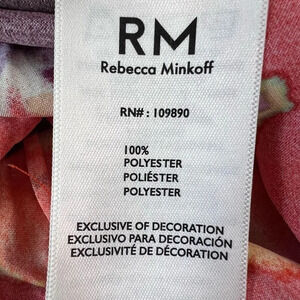 RM
Rebecca Minkoff
RN# : 109890
100%
POLYESTER
POLIÉSTER
POLYESTER
EXCLUSIVE OF DECORATION
EXCLUSIVO PARA DECORACIÓN
EXCLUSIVITÉ DE DÉCORATION